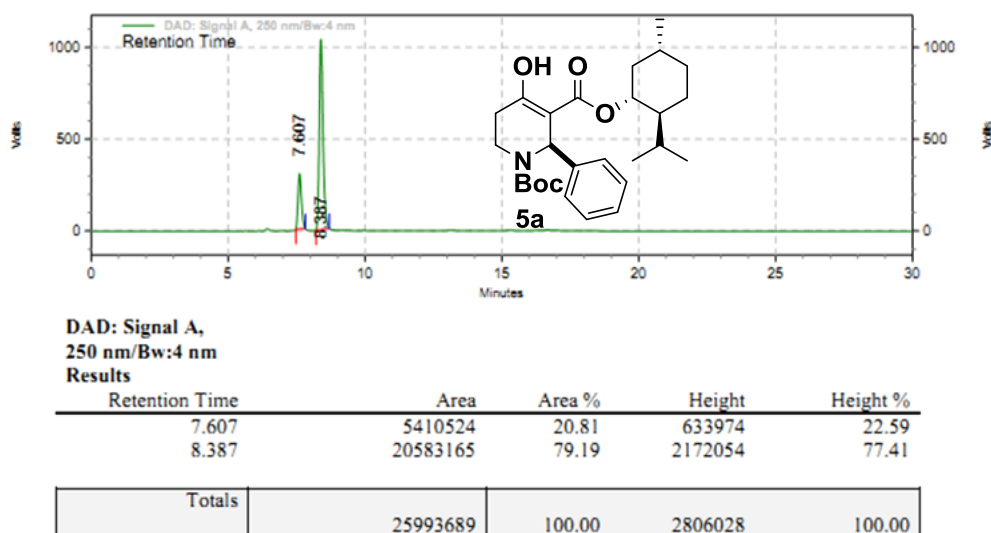 DAD: Signal A, 250 nm/Bw:4 nm
Retention Time
1000
500
0
Volts
1000
500
0
Volts
7.607
8.387
OH
O
O
N
Boc
5a
0 5 10 15 20 25 30
Minutes
DAD: Signal A,
250 nm/Bw:4 nm
Results
Retention Time Area Area % Height Height %
7.607 5410524 20.81 633974 22.59
8.387 20583165 79.19 2172054 77.41
Totals
25993689 100.00 2806028 100.00